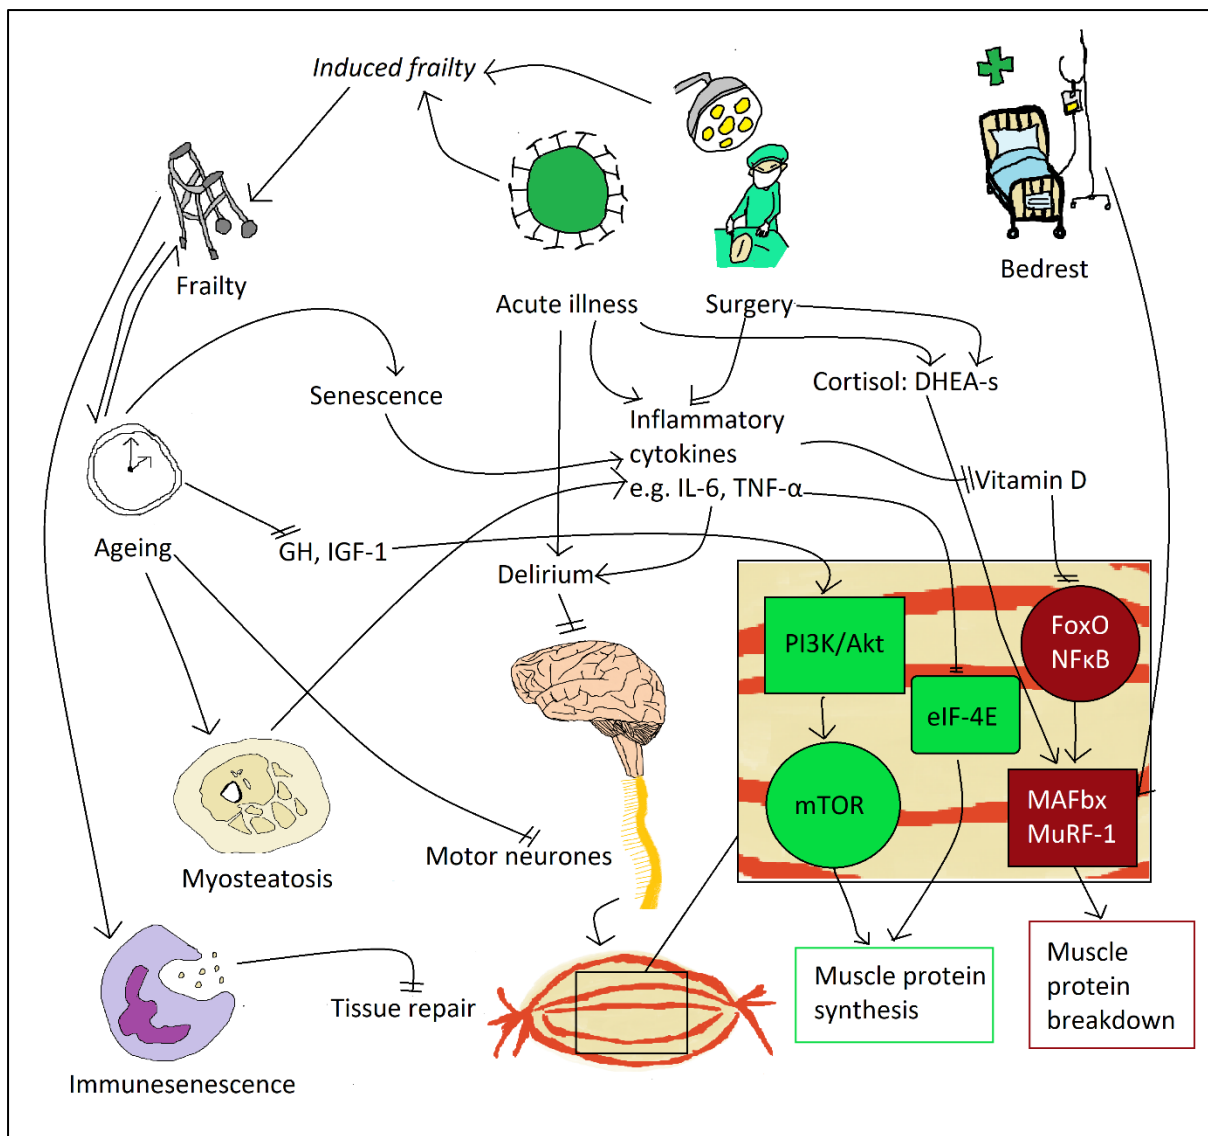 Induced frailty
Frailty
Bedrest
Acute illness
Surgery
Senescence
Cortisol: DHEA-s
Inflammatory
cytokines
e.g. IL-6, TNF-α
Vitamin D
Ageing
GH, IGF-1
Delirium
PI3K/Akt
FoxO
NFκB
eIF-4E
mTOR
MAFbx
MuRF-1
Motor neurones
Myosteatosis
Muscle protein
synthesis
Muscle
protein
breakdown
Tissue repair
Immunesenescence